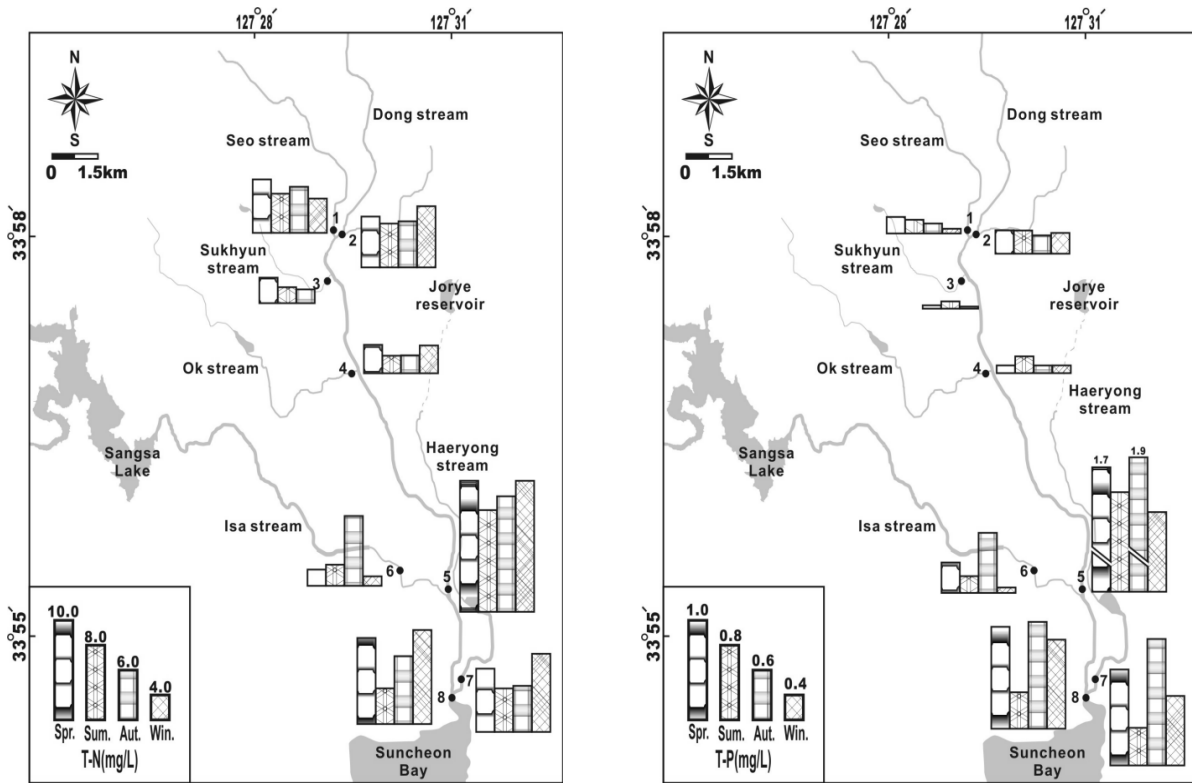 127°28´
127°31´
N
S
0 1.5km
Dong stream
Seo stream
33°58´
1
2
Sukhyun
stream
3
Jorye
reservoir
Ok stream
4
Sangsa
Lake
Haeryong
stream
Isa stream
6
5
33°55´
10.0
8.0
6.0
4.0
Spr. Sum. Aut. Win.
T-N(mg/L)
7
8
Suncheon
Bay
127°28´
127°31´
N
S
0 1.5km
Dong stream
Seo stream
33°58´
1
2
Sukhyun
stream
3
Jorye
reservoir
Ok stream
4
Haeryong
stream
Sangsa
Lake
1.7
1.9
Isa stream
6
5
33°55´
1.0
0.8
0.6
0.4
Spr. Sum. Aut. Win.
T-P(mg/L)
7
8
Suncheon
Bay